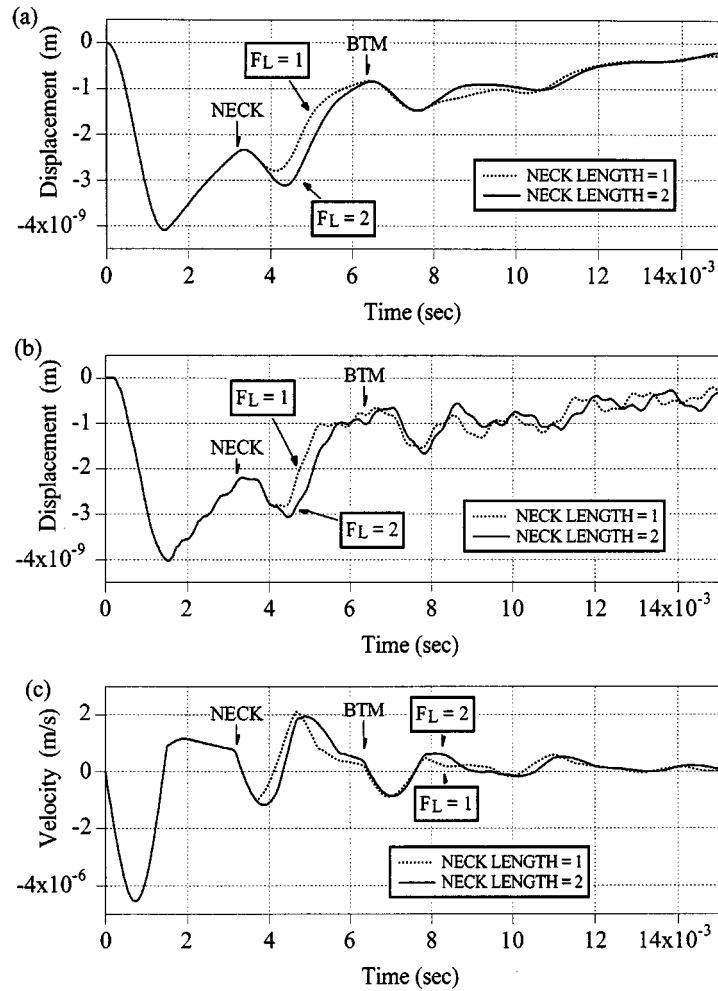 (a)
0
-1
-2
-3
-4x10-9
Displacement (m)
NECK
FL = 1
BTM
FL = 2
NECK LENGTH = 1
NECK LENGTH = 2
0
2
4
6
8
10
12
14x10-3
Time (sec)
(b)
0
-1
-2
-3
-4x10-9
Displacement (m)
NECK
FL = 1
BTM
FL = 2
NECK LENGTH = 1
NECK LENGTH = 2
0
2
4
6
8
10
12
14x10-3
Time (sec)
(c)
2
0
-2
-4x10-6
Velocity (m/s)
NECK
BTM
FL = 2
FL = 1
NECK LENGTH = 1
NECK LENGTH = 2
0
2
4
6
8
10
12
14x10-3
Time (sec)